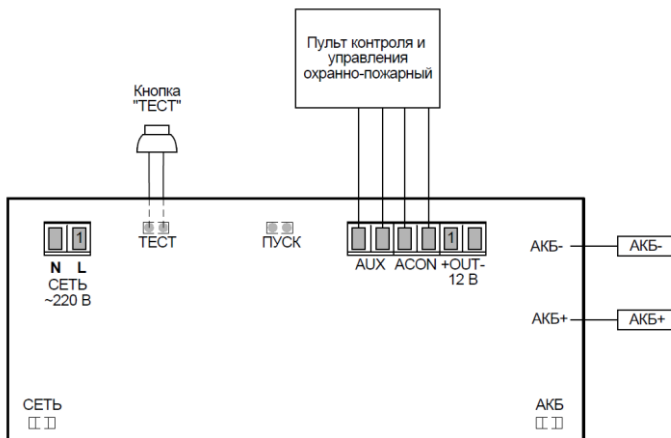 Пульт контроля и
управления
охранно-пожарный
Кнопка
"ТЕСТ"
1
N L
СЕТЬ
~220 В
ТЕСТ
ПУСК
1
AUX ACON +OUT-
12 В
АКБ- АКБ-
АКБ+ АКБ+
СЕТЬ
АКБ